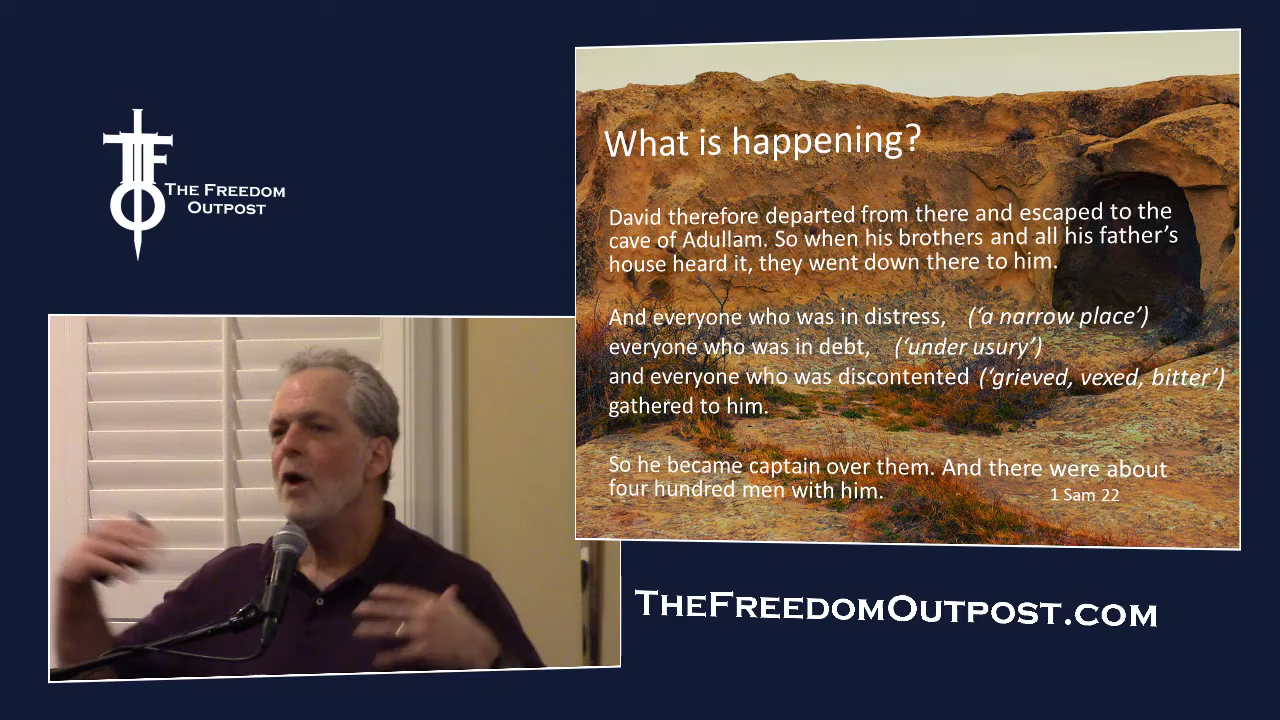 TF
O
The Freedom
Outpost
What is happening?
David therefore departed from there and escaped to the
cave of Adullam. So when his brothers and all his father’s
house heard it, they went down there to him.
And everyone who was in distress, (‘a narrow place’)
everyone who was in debt, (‘under usury’)
and everyone who was discontented (‘grieved, vexed, bitter’)
gathered to him.
So he became captain over them. And there were about
four hundred men with him. 1 Sam 22
TheFreedomOutpost.com